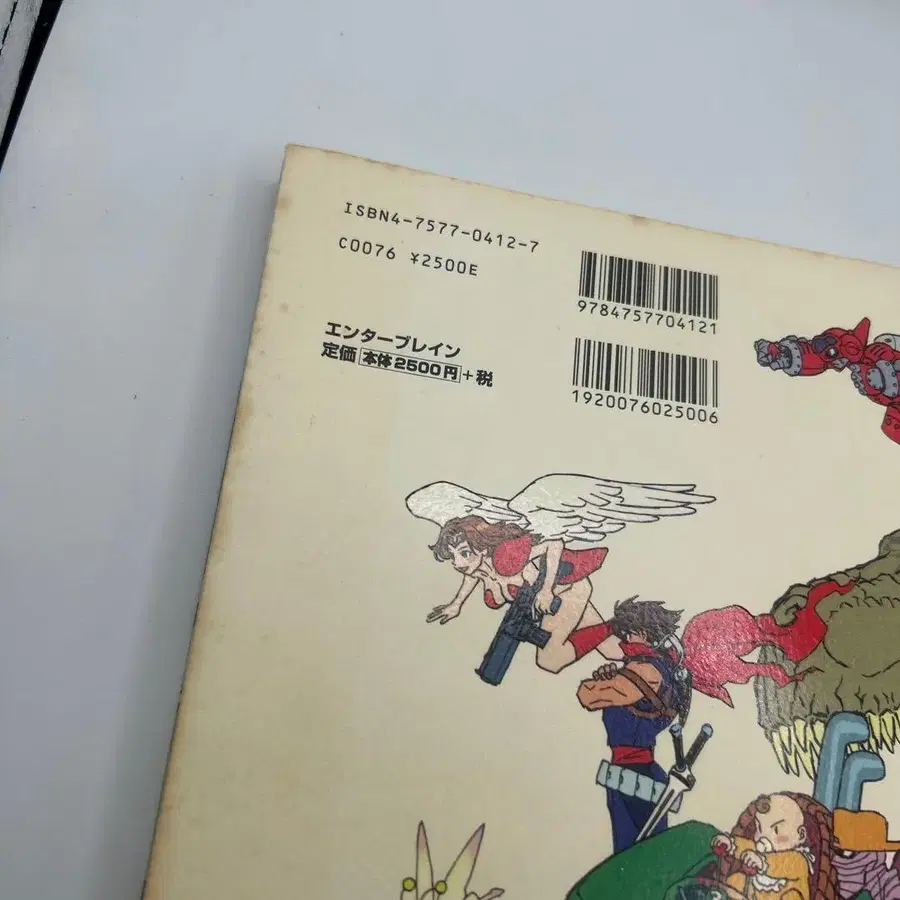 ISBN4-7577-0412-7
C0076 ¥2500E
9784757704121
エンターブレイン
定価 本体2500円+税
1920076025006